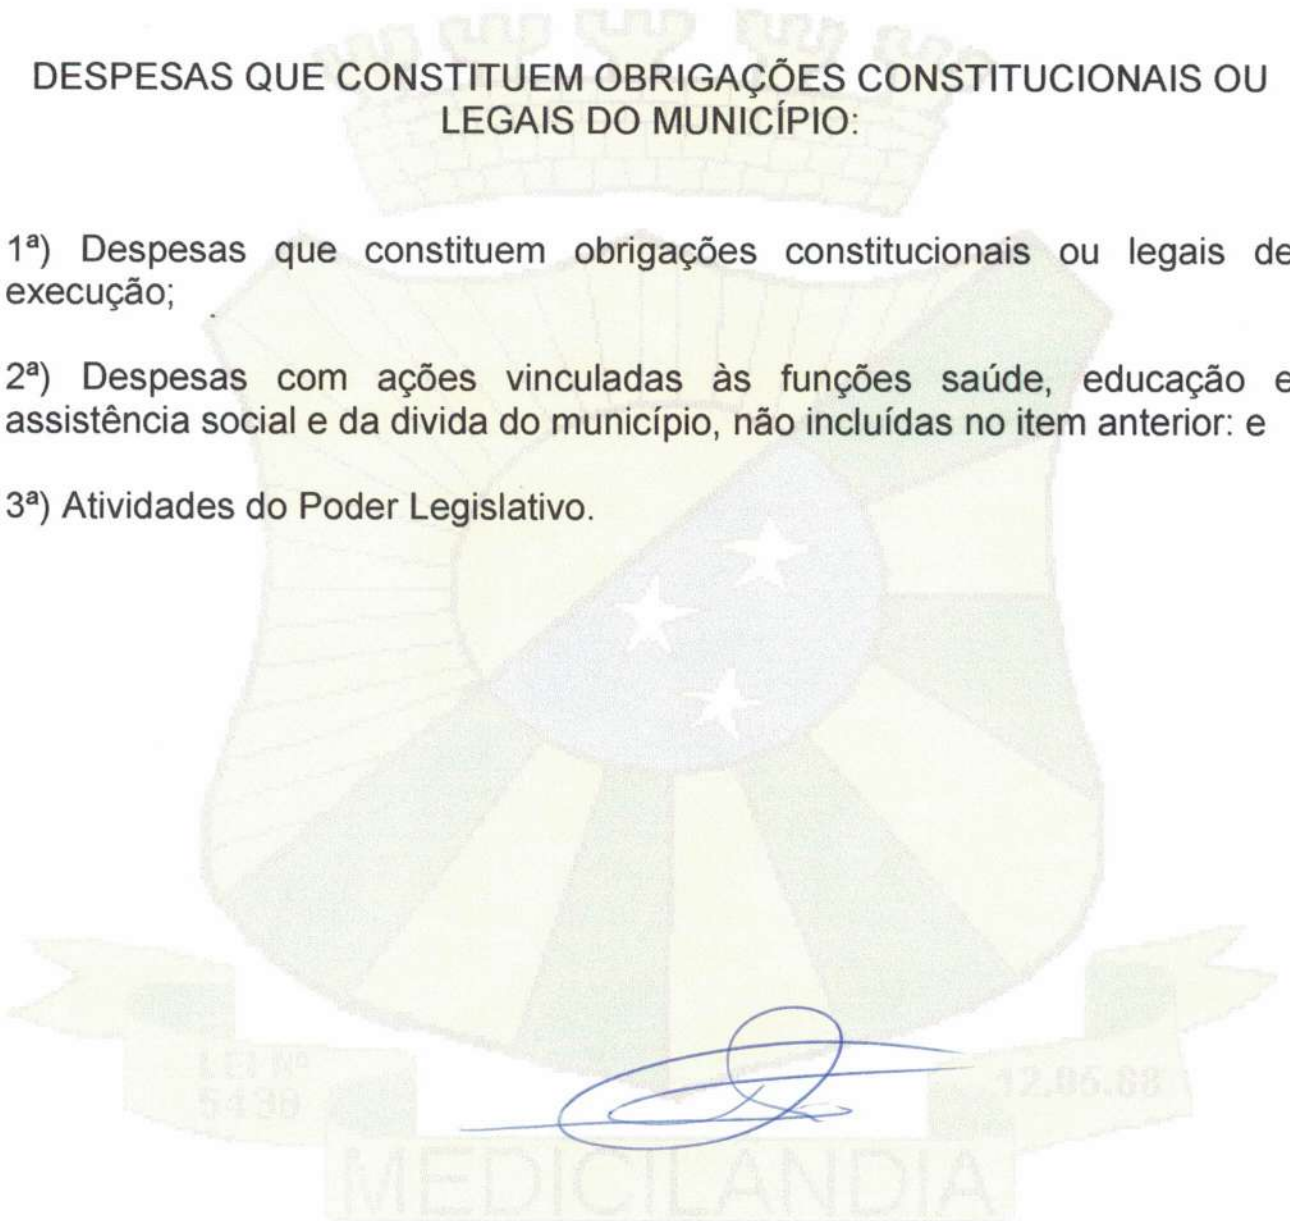 DESPESAS QUE CONSTITUEM OBRIGAÇÕES CONSTITUCIONAIS OU
LEGAIS DO MUNICÍPIO:
1ª) Despesas que constituem obrigações constitucionais ou legais de
execução;
2ª) Despesas com ações vinculadas às funções saúde, educação e
assistência social e da divida do município, não incluídas no item anterior: e
3ª) Atividades do Poder Legislativo.
LEI Nº
5438
12.05.88
MEDICILANDIA